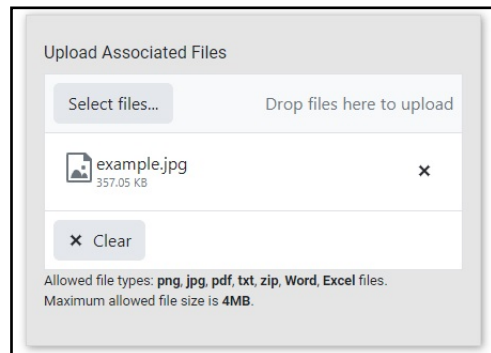 Upload Associated Files
Select files... Drop files here to upload
example.jpg
357.05 KB
× Clear
Allowed file types: png, jpg, pdf, txt, zip, Word, Excel files.
Maximum allowed file size is 4MB.